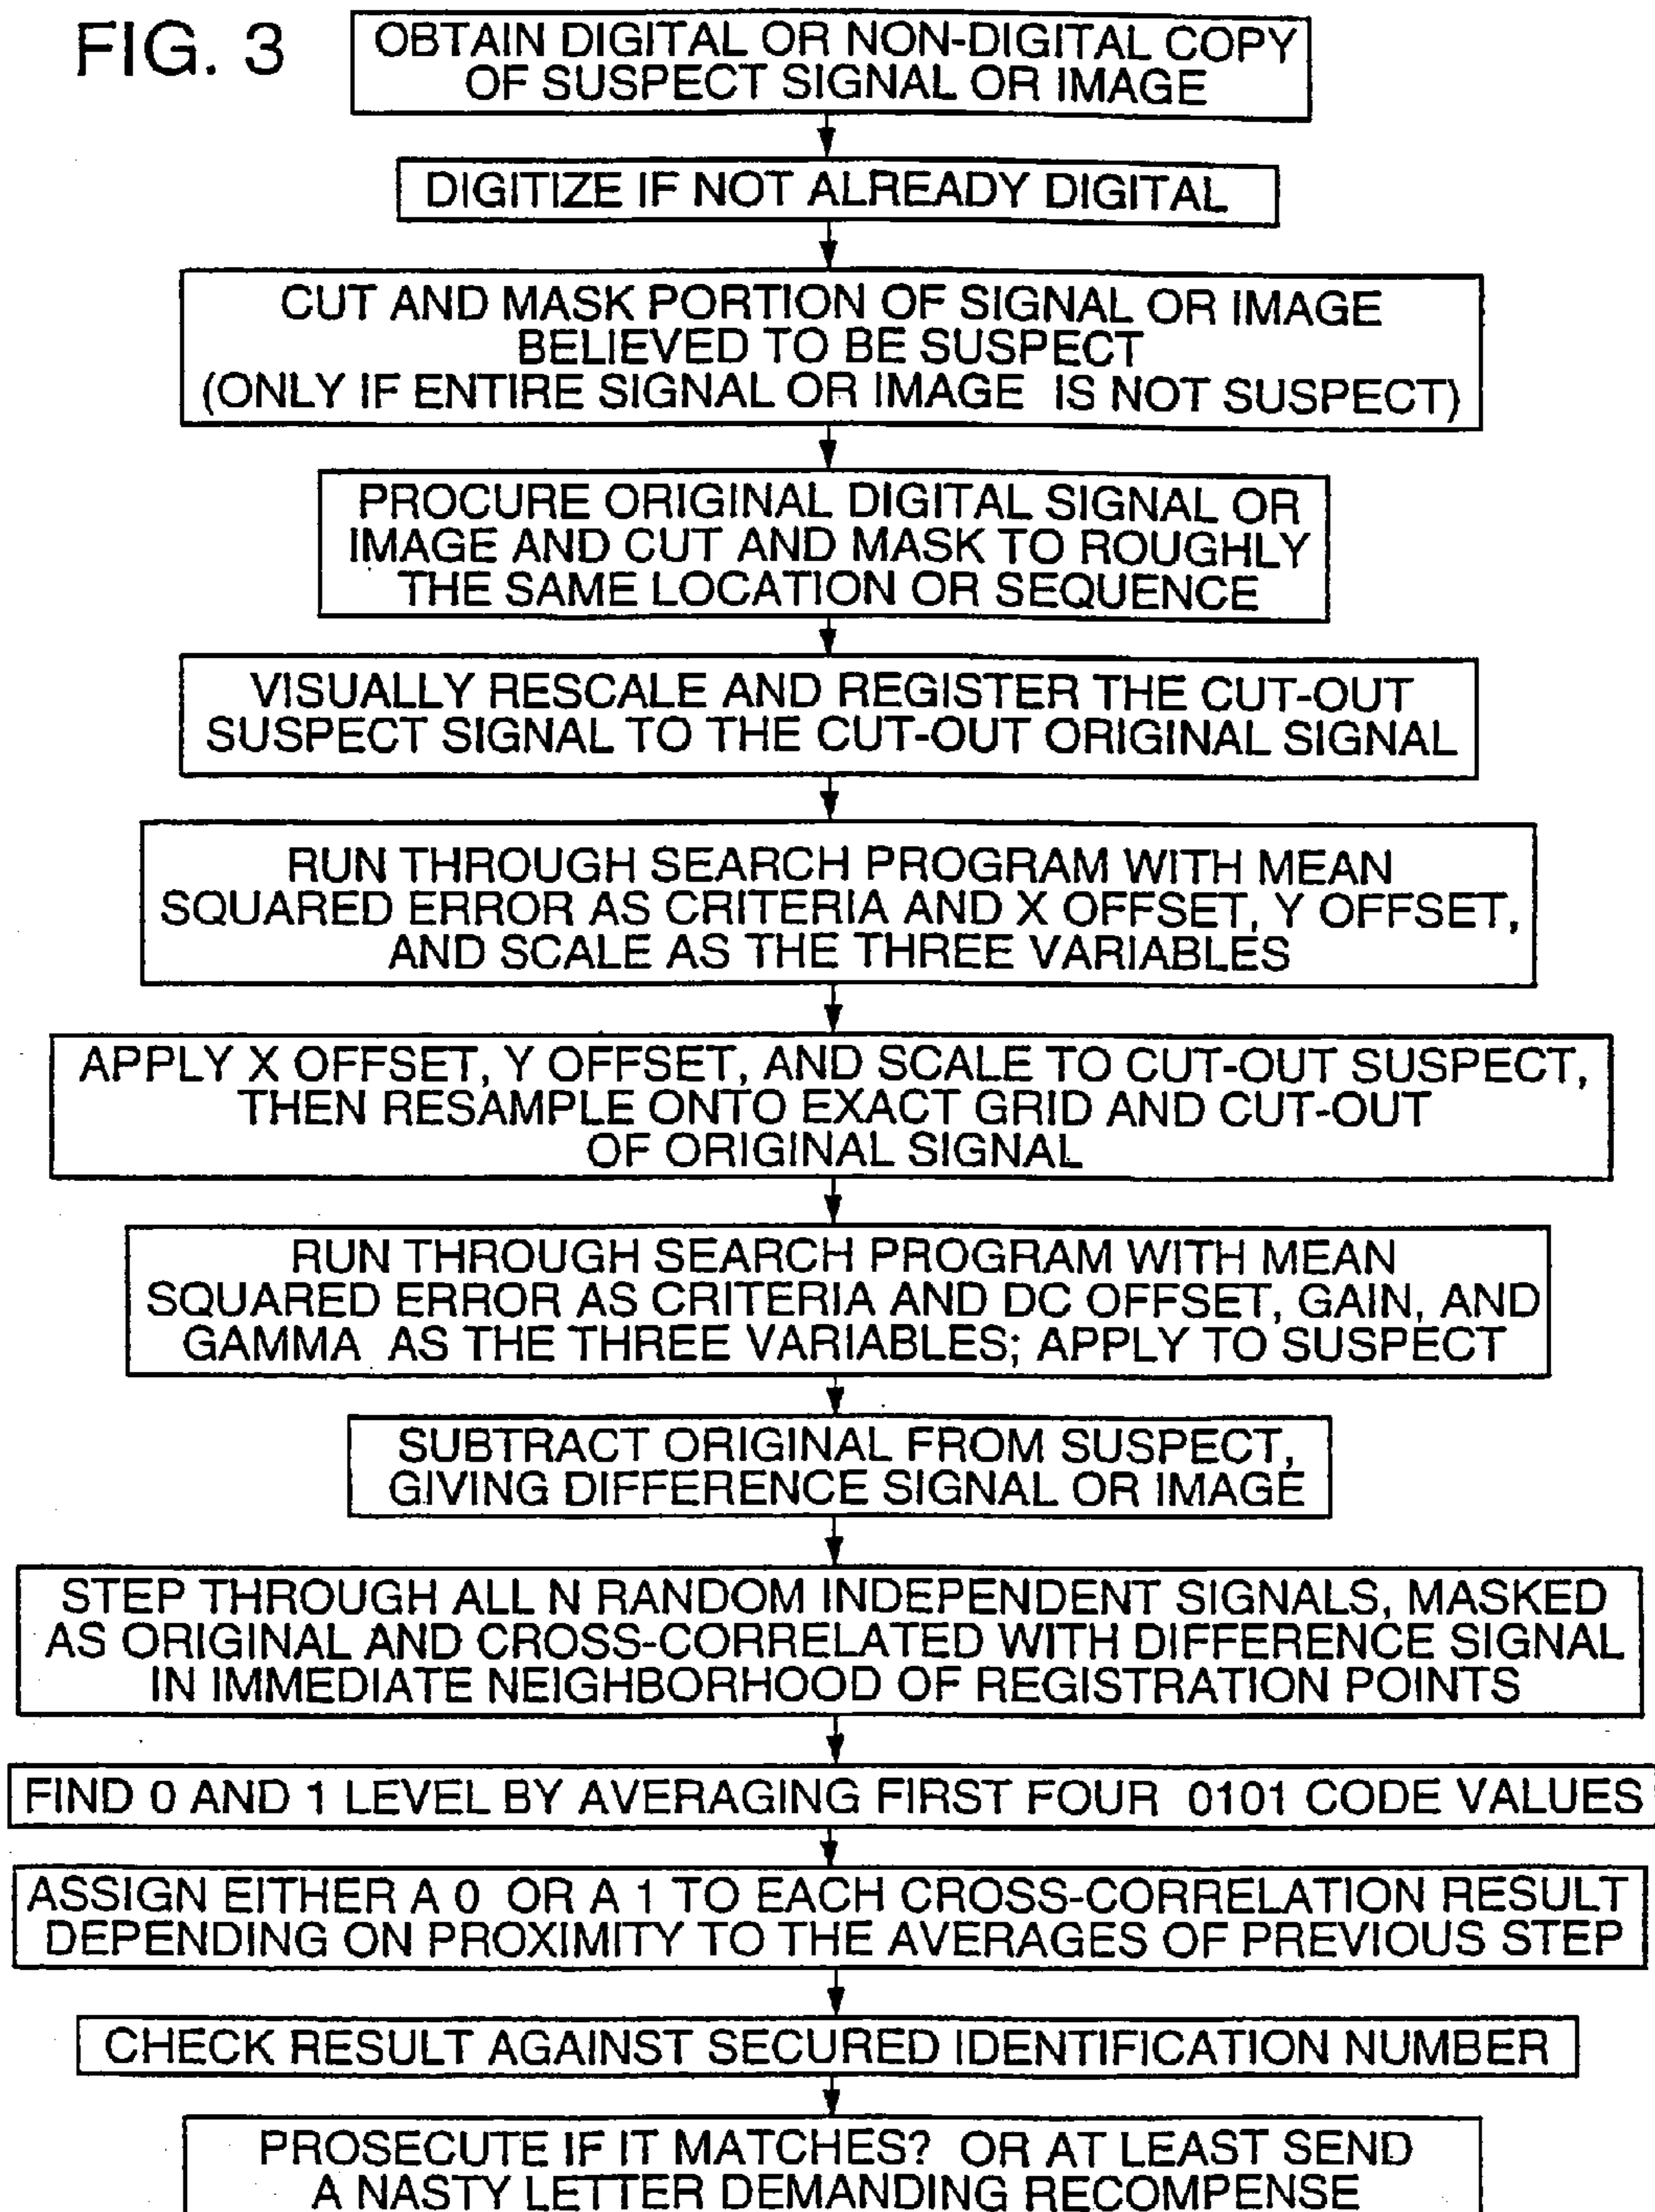 FIG. 3
OBTAIN DIGITAL OR NON-DIGITAL COPY
OF SUSPECT SIGNAL OR IMAGE
DIGITIZE IF NOT ALREADY DIGITAL
CUT AND MASK PORTION OF SIGNAL OR IMAGE
BELIEVED TO BE SUSPECT
(ONLY IF ENTIRE SIGNAL OR IMAGE IS NOT SUSPECT)
PROCURE ORIGINAL DIGITAL SIGNAL OR
IMAGE AND CUT AND MASK TO ROUGHLY
THE SAME LOCATION OR SEQUENCE
VISUALLY RESCALE AND REGISTER THE CUT-OUT
SUSPECT SIGNAL TO THE CUT-OUT ORIGINAL SIGNAL
RUN THROUGH SEARCH PROGRAM WITH MEAN
SQUARED ERROR AS CRITERIA AND X OFFSET, Y OFFSET,
AND SCALE AS THE THREE VARIABLES
APPLY X OFFSET, Y OFFSET, AND SCALE TO CUT-OUT SUSPECT,
THEN RESAMPLE ONTO EXACT GRID AND CUT-OUT
OF ORIGINAL SIGNAL
RUN THROUGH SEARCH PROGRAM WITH MEAN
SQUARED ERROR AS CRITERIA AND DC OFFSET, GAIN, AND
GAMMA AS THE THREE VARIABLES; APPLY TO SUSPECT
SUBTRACT ORIGINAL FROM SUSPECT,
GIVING DIFFERENCE SIGNAL OR IMAGE
STEP THROUGH ALL N RANDOM INDEPENDENT SIGNALS, MASKED
AS ORIGINAL AND CROSS-CORRELATED WITH DIFFERENCE SIGNAL
IN IMMEDIATE NEIGHBORHOOD OF REGISTRATION POINTS
FIND 0 AND 1 LEVEL BY AVERAGING FIRST FOUR 0101 CODE VALUES
ASSIGN EITHER A 0 OR A 1 TO EACH CROSS-CORRELATION RESULT
DEPENDING ON PROXIMITY TO THE AVERAGES OF PREVIOUS STEP
CHECK RESULT AGAINST SECURED IDENTIFICATION NUMBER
PROSECUTE IF IT MATCHES? OR AT LEAST SEND
A NASTY LETTER DEMANDING RECOMPENSE